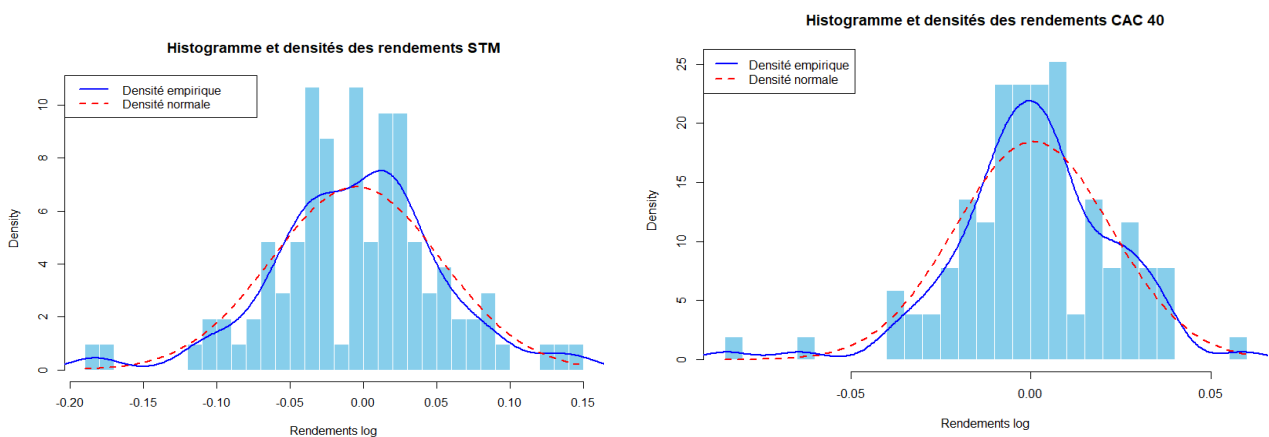 Histogramme et densités des rendements STM
Densité empirique
Densité normale
Density
0
2
4
6
8
10
-0.20
-0.15
-0.10
-0.05
0.00
0.05
0.10
0.15
Rendements log
Histogramme et densités des rendements CAC 40
Densité empirique
Densité normale
Density
0
5
10
15
20
25
-0.05
0.00
0.05
Rendements log